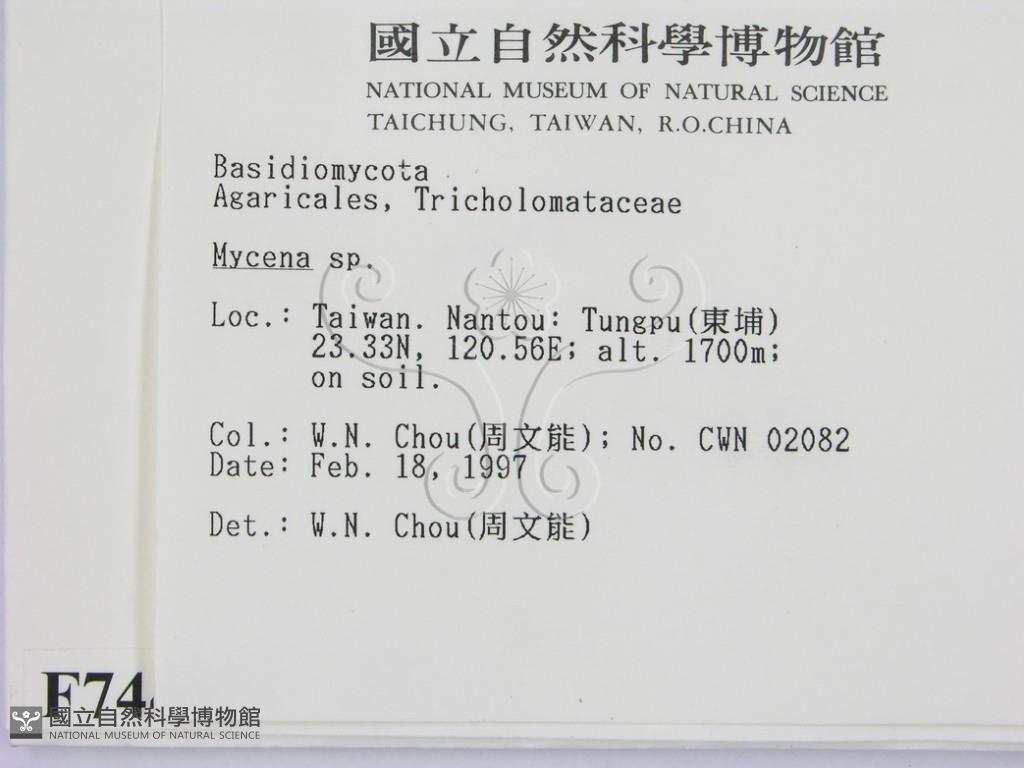 國立自然科學博物館
NATIONAL MUSEUM OF NATURAL SCIENCE
TAICHUNG, TAIWAN, R.O.CHINA
Basidiomycota
Agaricales, Tricholomataceae
Mycena sp.
Loc.: Taiwan. Nantou: Tungpu(東埔)
23.33N, 120.56E; alt. 1700m;
on soil.
Col.: W.N. Chou(周文能); No. CWN 02082
Date: Feb. 18, 1997
Det.: W.N. Chou(周文能)
F74
國立自然科學博物館
NATIONAL MUSEUM OF NATURAL SCIENCE